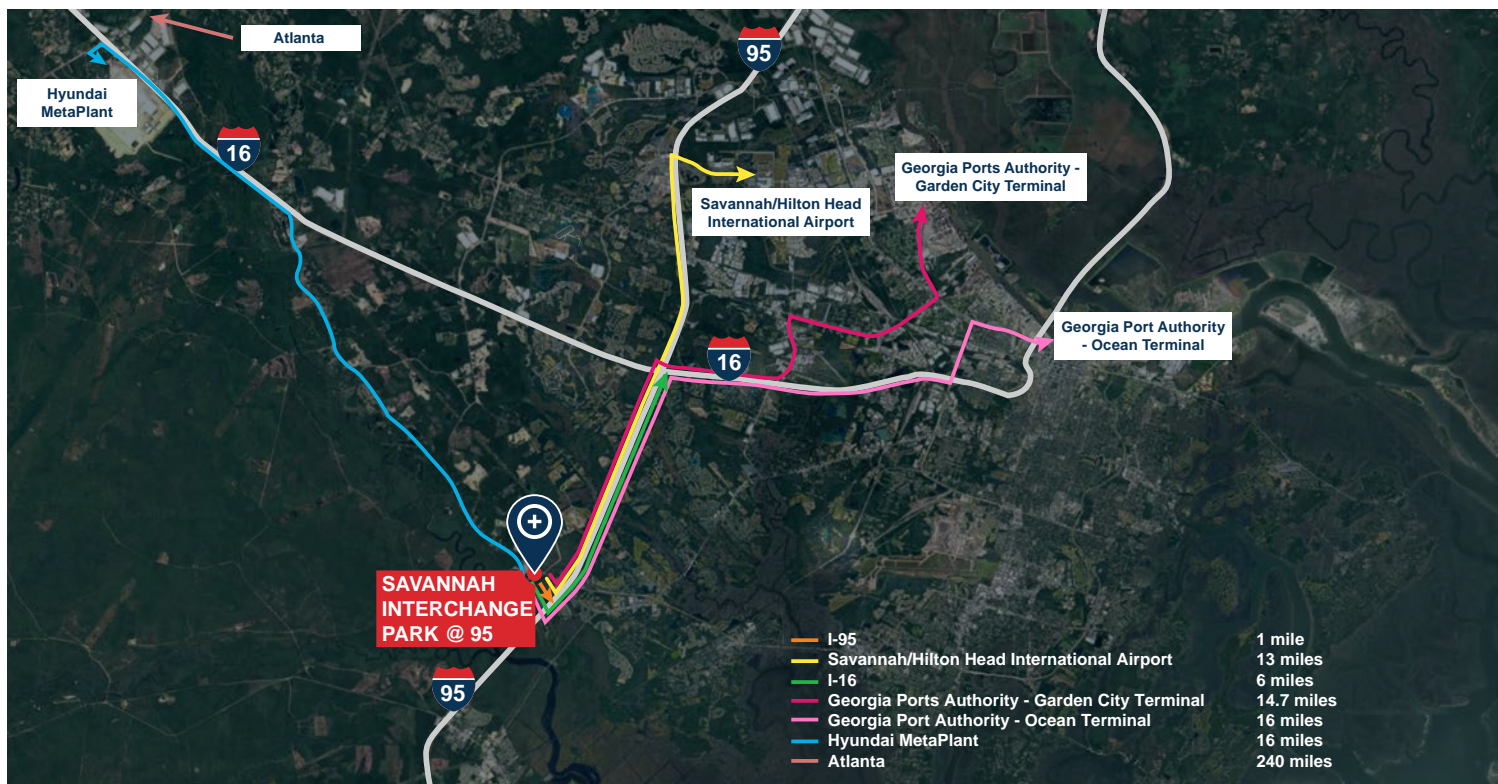 Atlanta
95
Hyundai
MetaPlant
16
Georgia Ports Authority -
Garden City Terminal
Savannah/Hilton Head
International Airport
Georgia Port Authority
- Ocean Terminal
16
SAVANNAH
INTERCHANGE
PARK @ 95
95
I-95 1 mile
Savannah/Hilton Head International Airport 13 miles
I-16 6 miles
Georgia Ports Authority - Garden City Terminal 14.7 miles
Georgia Port Authority - Ocean Terminal 16 miles
Hyundai MetaPlant 16 miles
Atlanta 240 miles